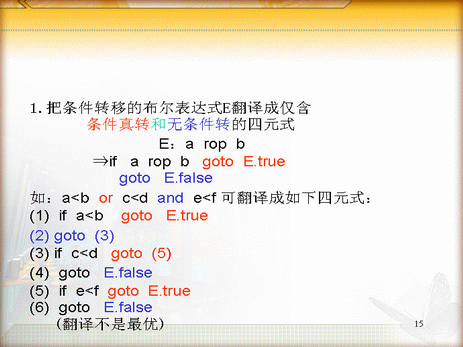 1. 把条件转移的布尔表达式E翻译成仅含
条件真转和无条件转的四元式
E：a rop b
⇒if a rop b goto E.true
goto E.false
如：a<b or c<d and e<f 可翻译成如下四元式：
(1) if a<b goto E.true
(2) goto (3)
(3) if c<d goto (5)
(4) goto E.false
(5) if e<f goto E.true
(6) goto E.false
(翻译不是最优)
15